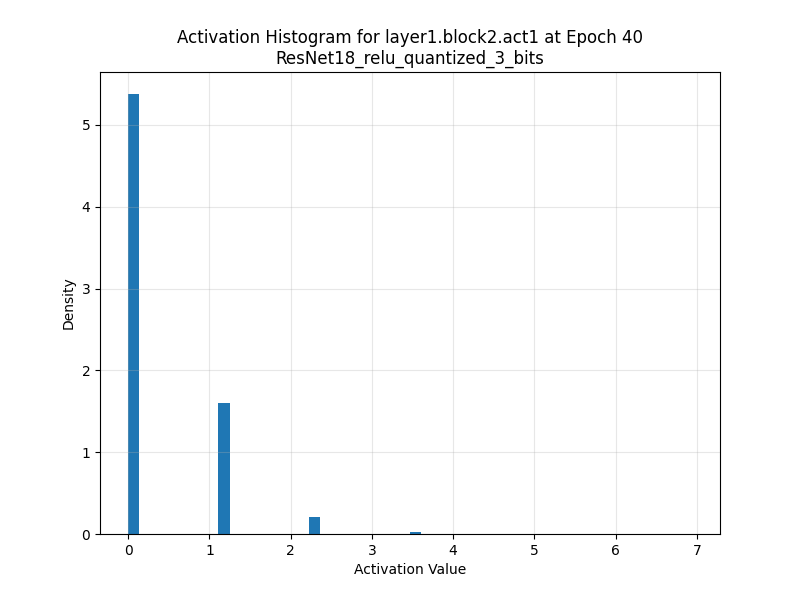 Activation Histogram for layer1.block2.act1 at Epoch 40
ResNet18_relu_quantized_3_bits
5
4
3
2
1
0
Density
0 1 2 3 4 5 6 7
Activation Value